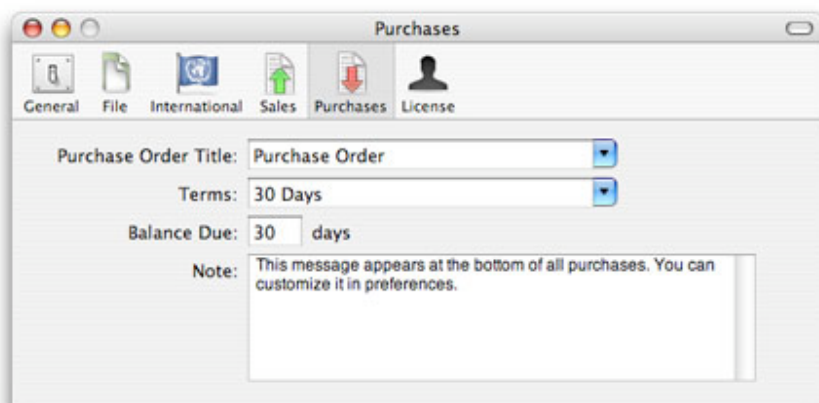 Purchases
General File International Sales Purchases License
Purchase Order Title: Purchase Order
Terms: 30 Days
Balance Due: 30 days
Note: This message appears at the bottom of all purchases. You can
customize it in preferences.